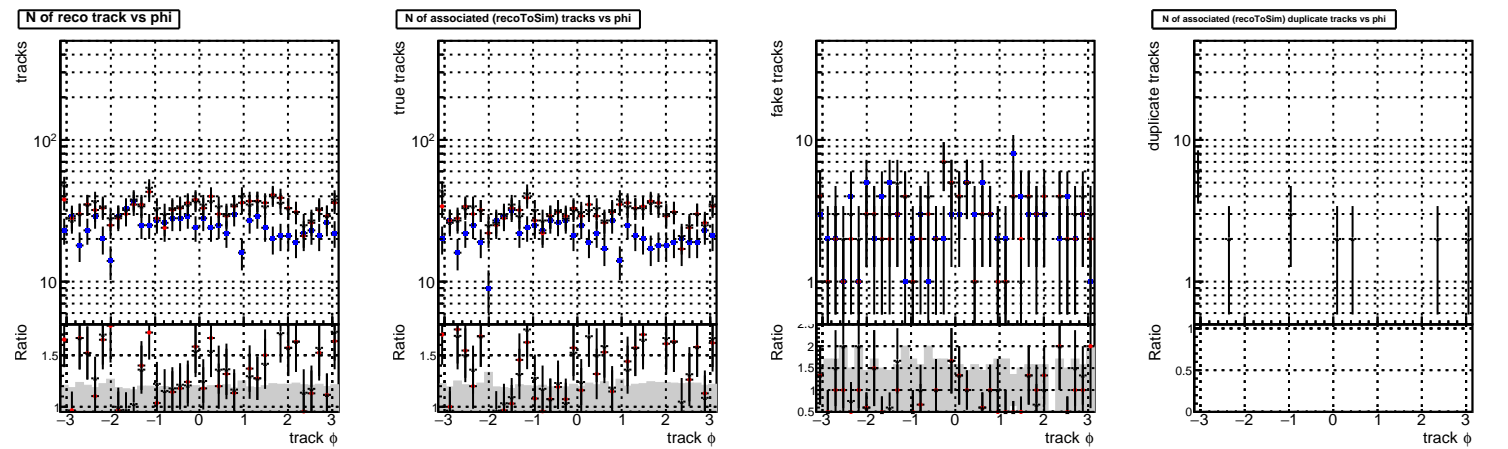 N of reco track vs phi
tracks
10²
10
Ratio
1.5
1
−3 −2 −1 0 1 2 3
track ϕ
N of associated (recoToSim) tracks vs phi
true tracks
10²
10
Ratio
1.5
1
−3 −2 −1 0 1 2 3
track ϕ
fake tracks
10
1
Ratio
2.5
2
1.5
1
0.5
−3 −2 −1 0 1 2 3
track ϕ
N of associated (recoToSim) duplicate tracks vs phi
duplicate tracks
10
1
Ratio
1
0.5
0
−3 −2 −1 0 1 2 3
track ϕ